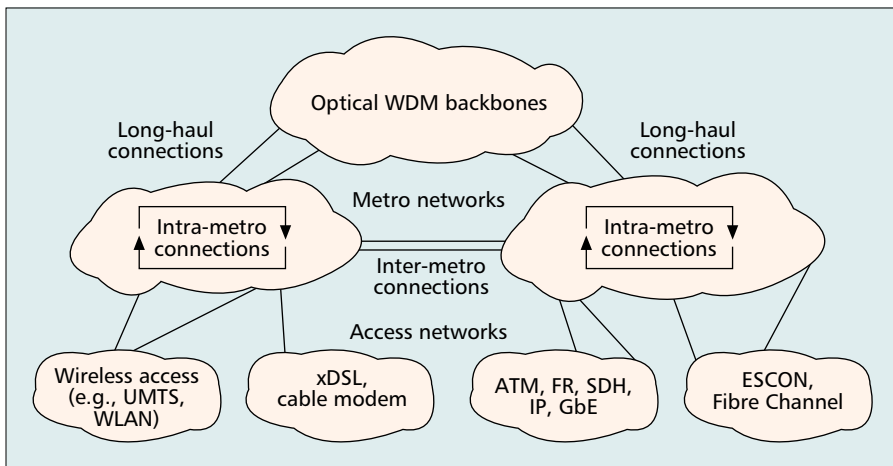 Optical WDM backbones
Long-haul
connections
Long-haul
connections
Metro networks
Intra-metro
connections
Intra-metro
connections
Inter-metro
connections
Access networks
Wireless access
(e.g., UMTS,
WLAN)
xDSL,
cable modem
ATM, FR, SDH,
IP, GbE
ESCON,
Fibre Channel